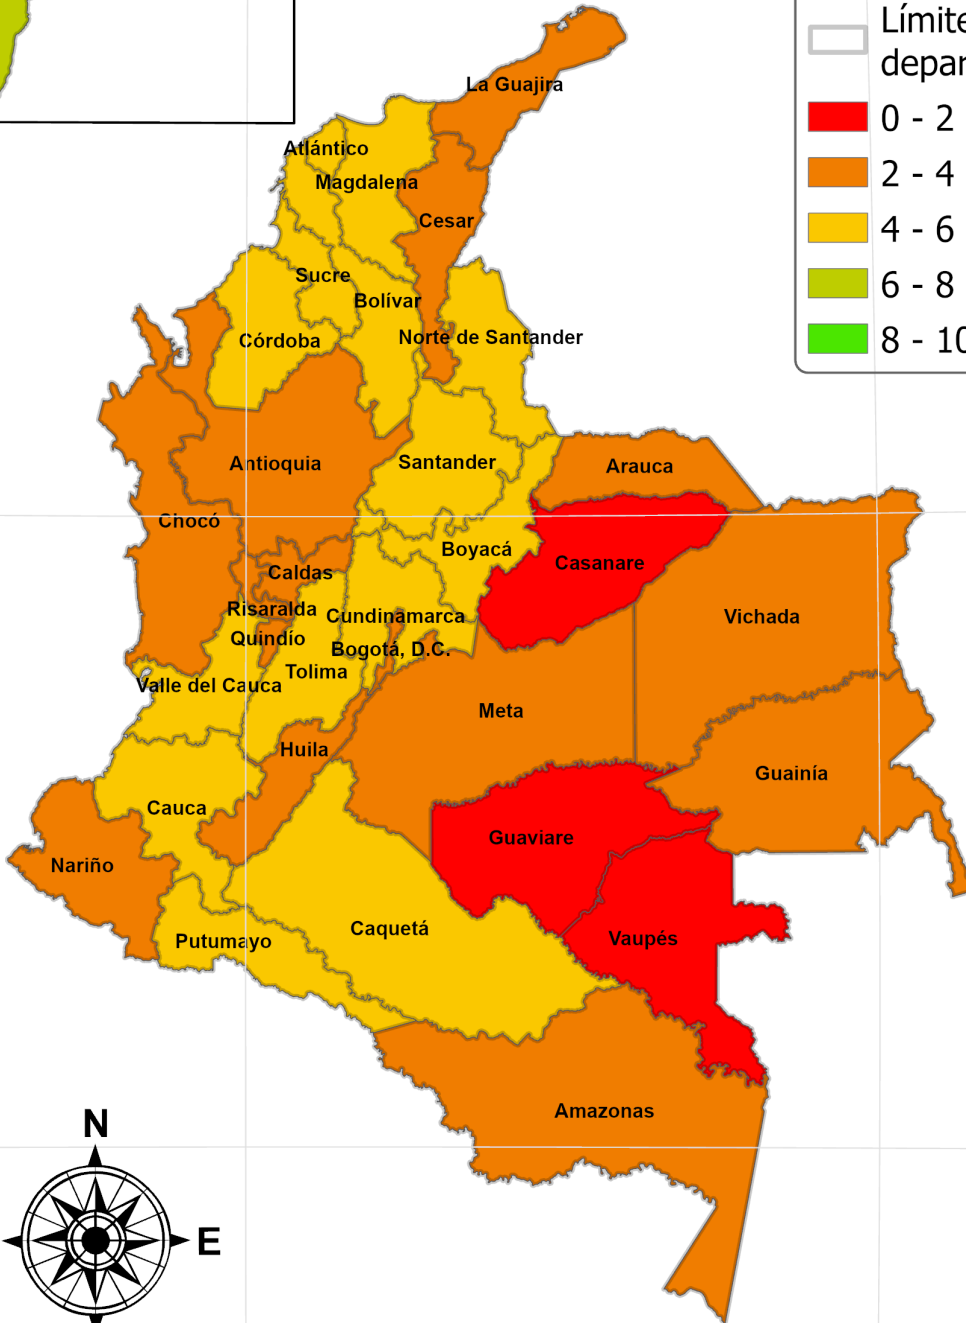 Límite
depar
0 - 2
2 - 4
4 - 6
6 - 8
8 - 10
La Guajira
Atlántico
Magdalena
Cesar
Sucre
Bolívar
Córdoba
Norte de Santander
Antioquia
Santander
Arauca
Chocó
Boyacá
Casanare
Caldas
Risaralda
Cundinamarca
Vichada
Quindío
Bogotá, D.C.
Tolima
Valle del Cauca
Meta
Huila
Guainía
Cauca
Guaviare
Nariño
Caquetá
Vaupés
Putumayo
Amazonas
N
E